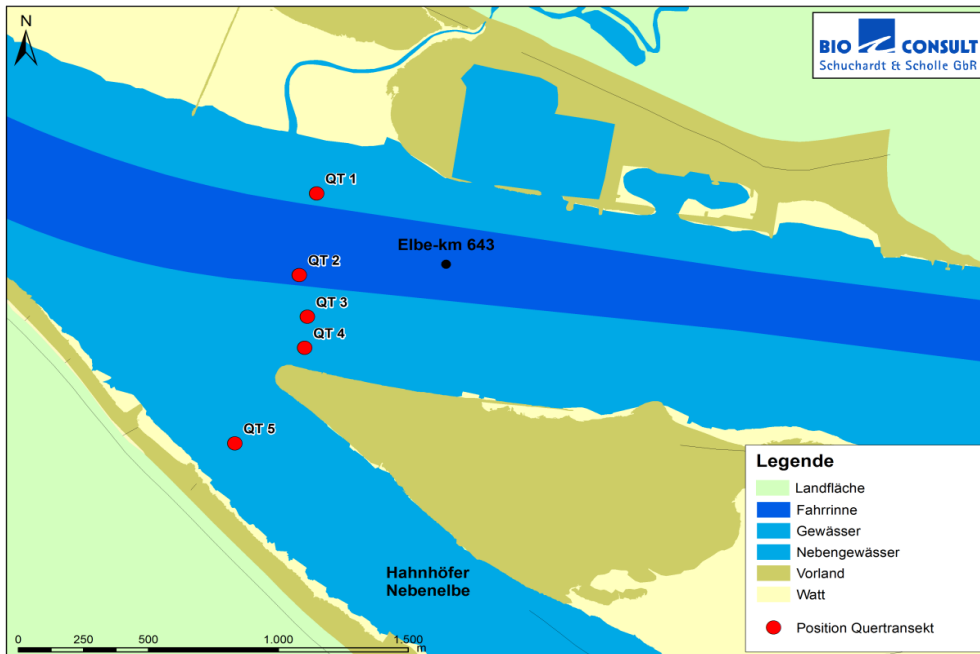 N
BIO CONSULT
Schuchardt & Scholle GbR
QT 1
Elbe-km 643
QT 2
QT 3
QT 4
QT 5
Hahnhöfer
Nebenelbe
Legende
Landfläche
Fahrrinne
Gewässer
Nebengewässer
Vorland
Watt
Position Quertransekt
0 250 500 1.000 1.500
m